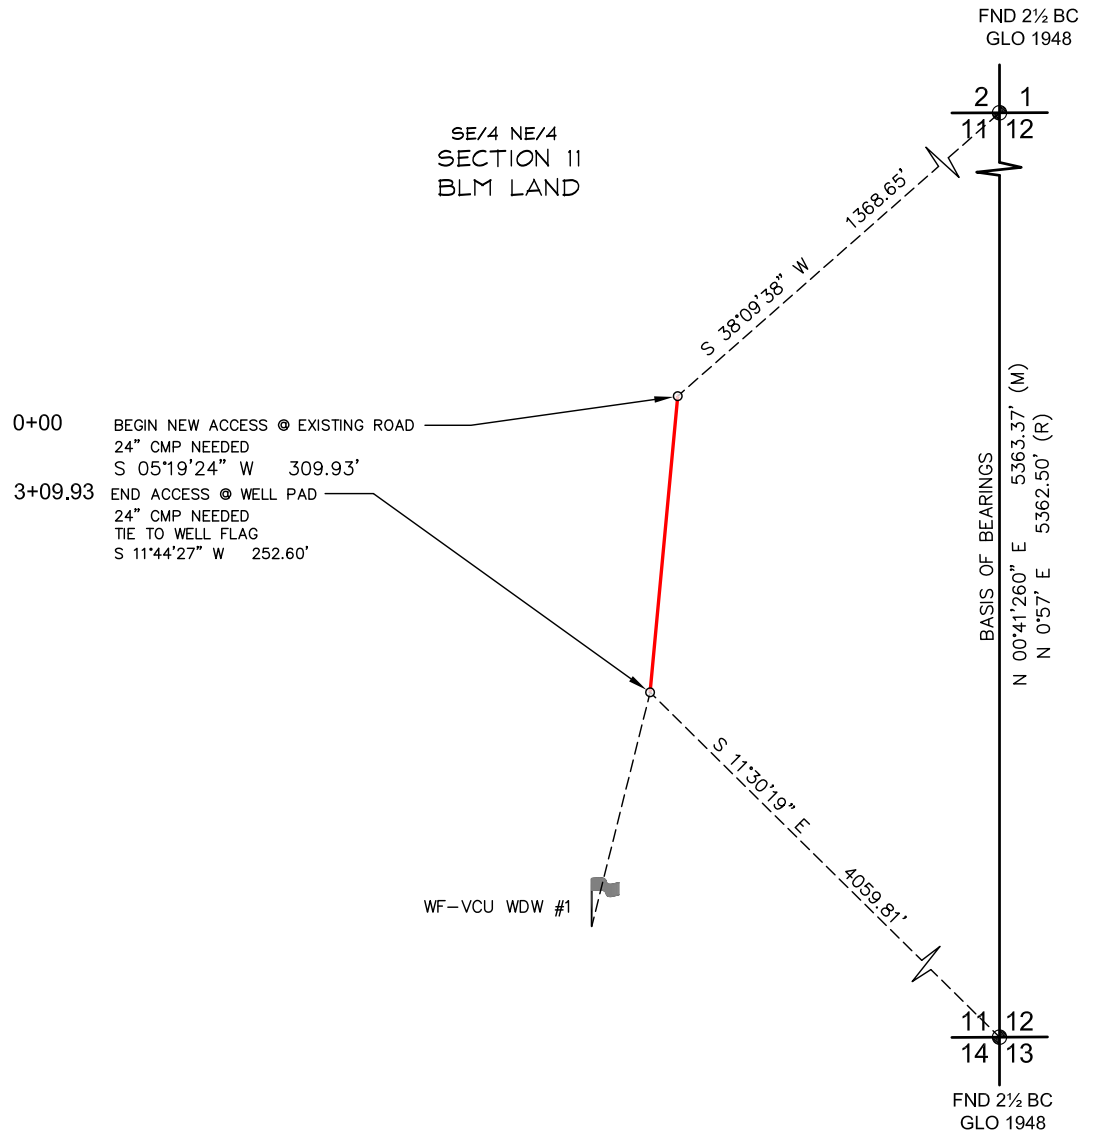 FND 2½ BC
GLO 1948
2 1
11 12
SE/4 NE/4
SECTION 11
BLM LAND
S 38°09'38" W 1368.65'
0+00 BEGIN NEW ACCESS @ EXISTING ROAD
24" CMP NEEDED
S 05°19'24" W 309.93'
3+09.93 END ACCESS @ WELL PAD
24" CMP NEEDED
TIE TO WELL FLAG
S 11°44'27" W 252.60'
BASIS OF BEARINGS
N 00°41'260" E 5363.37' (M)
N 0°57' E 5362.50' (R)
S 11°30'19" E 4059.81'
WF-VCU WDW #1
11 12
14 13
FND 2½ BC
GLO 1948